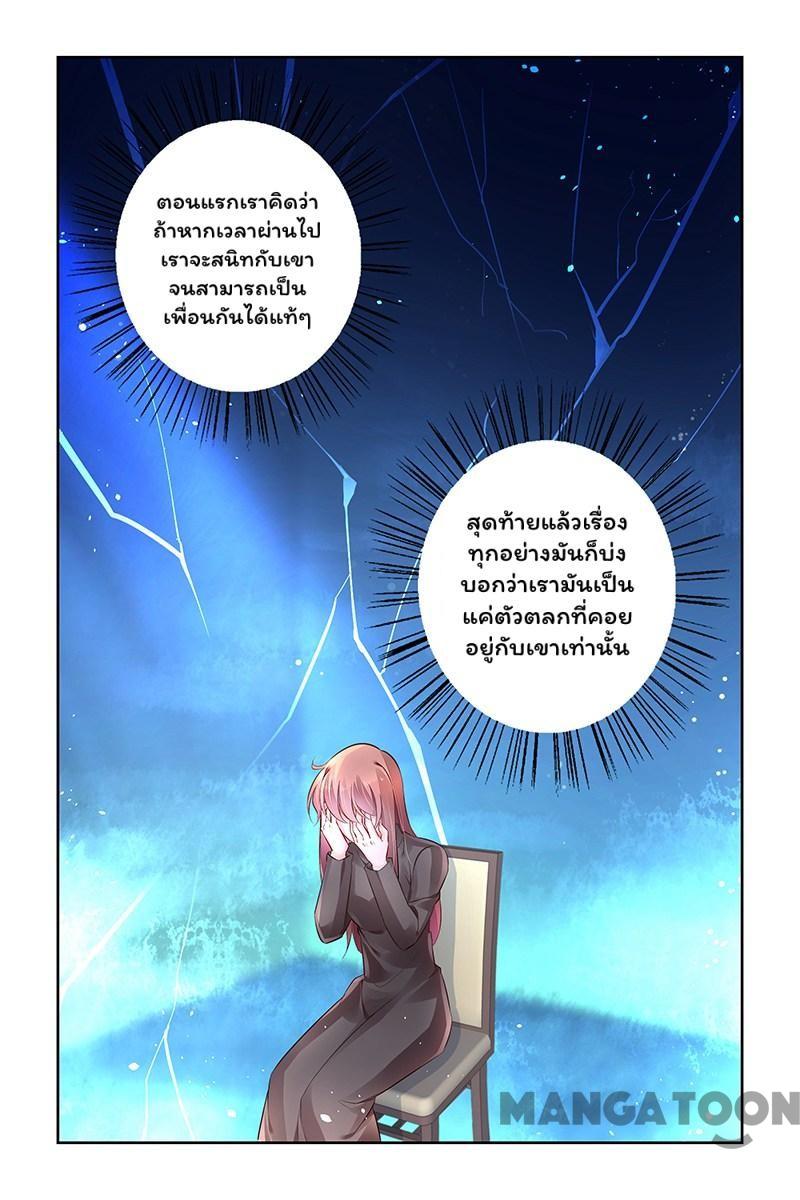 ตอนแรกเราคิดว่า
ถ้าหากเวลาผ่านไป
เราจะสนิทกับเขา
จนสามารถเป็น
เพื่อนกันได้แท้ๆ
สุดท้ายแล้วเรื่อง
ทุกอย่างมันก็บ่ง
บอกว่าเรามันเป็น
แค่ตัวตลกที่คอย
อยู่กับเขาเท่านั้น
MANGATOON